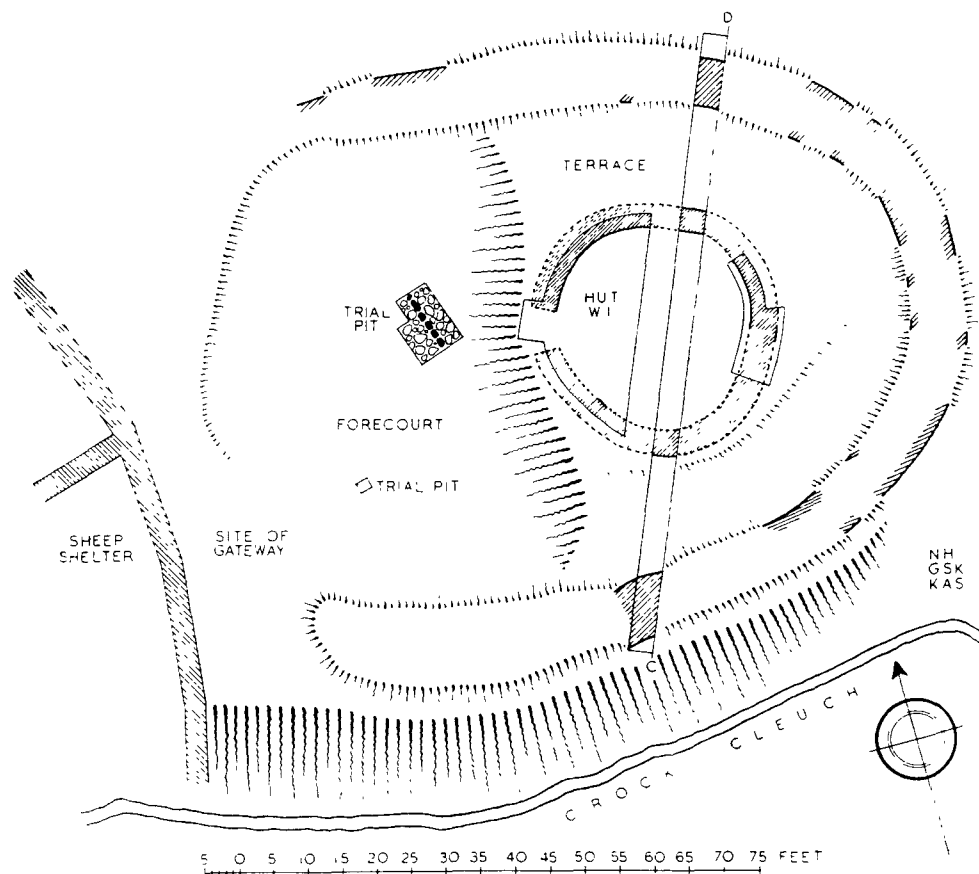 D
TERRACE
HUT
W I
TRIAL
PIT
FORECOURT
TRIAL PIT
SHEEP
SHELTER
SITE OF
GATEWAY
NH
GSK
KAS
C
CROCK CLEUCH
5 0 5 10 15 20 25 30 35 40 45 50 55 60 65 70 75 FEET